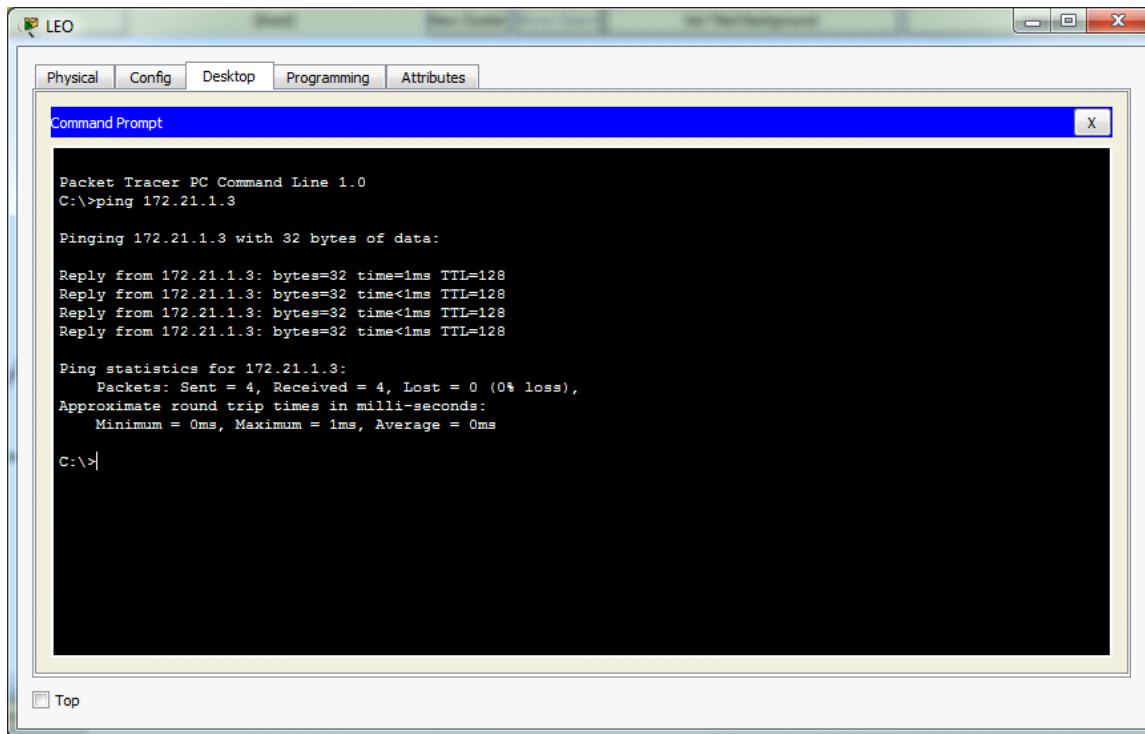 LEO
Physical Config Desktop Programming Attributes
Command Prompt X
Packet Tracer PC Command Line 1.0
C:\>ping 172.21.1.3
Pinging 172.21.1.3 with 32 bytes of data:
Reply from 172.21.1.3: bytes=32 time=1ms TTL=128
Reply from 172.21.1.3: bytes=32 time<1ms TTL=128
Reply from 172.21.1.3: bytes=32 time<1ms TTL=128
Reply from 172.21.1.3: bytes=32 time<1ms TTL=128
Ping statistics for 172.21.1.3:
Packets: Sent = 4, Received = 4, Lost = 0 (0% loss),
Approximate round trip times in milli-seconds:
Minimum = 0ms, Maximum = 1ms, Average = 0ms
C:\>
Top